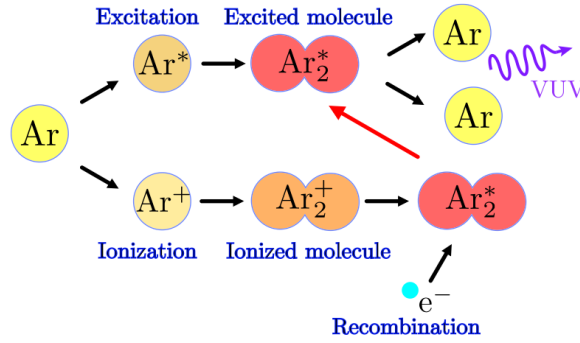 Excitation
Excited molecule
Ar
Ar*
Ar₂*
Ar
VUV
Ar
Ar⁺
Ar₂⁺
Ar₂*
Ionization
Ionized molecule
e⁻
Recombination